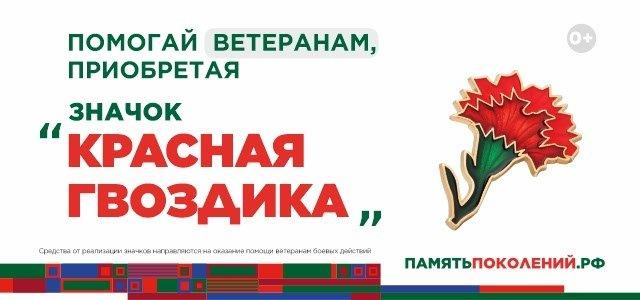 ПОМОГАЙ ВЕТЕРАНАМ,
ПРИОБРЕТАЯ
ЗНАЧОК
“КРАСНАЯ
ГВОЗДИКА„
Средства от реализации значков направляются на оказание помощи ветеранам боевых действий
0+
ПАМЯТЬПОКОЛЕНИЙ.РФ